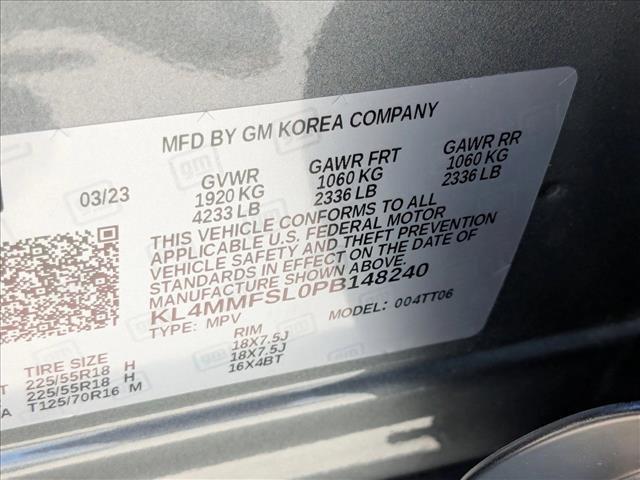 MFD BY GM KOREA COMPANY
03/23
GVWR
1920 KG
4233 LB
GAWR FRT
1060 KG
2336 LB
GAWR RR
1060 KG
2336 LB
THIS VEHICLE CONFORMS TO ALL
APPLICABLE U.S. FEDERAL MOTOR
VEHICLE SAFETY AND THEFT PREVENTION
STANDARDS IN EFFECT ON THE DATE OF
MANUFACTURE SHOWN ABOVE.
KL4MMFSL0PB148240
TYPE: MPV
MODEL: 004TT06
TIRE SIZE
RIM
225/55R18 H
18X7.5J
225/55R18 H
18X7.5J
T125/70R16 M
16X4BT
gm